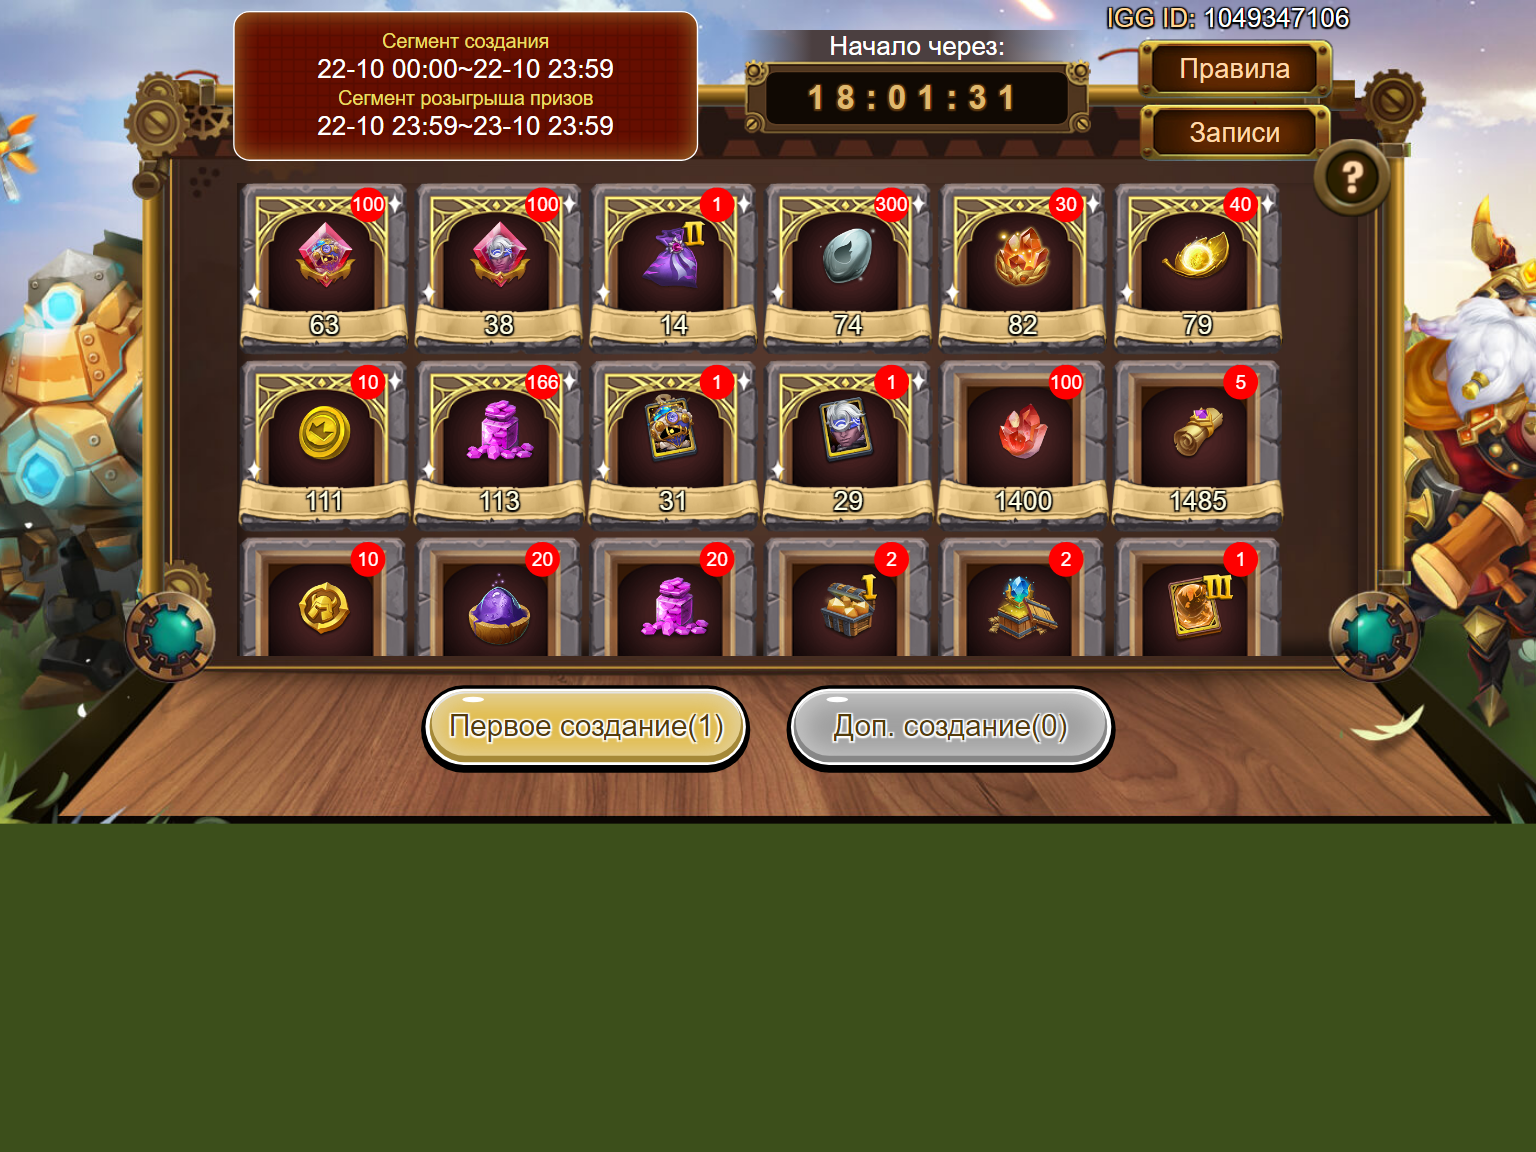 IGG ID: 1049347106
Сегмент создания
22-10 00:00~22-10 23:59
Сегмент розыгрыша призов
22-10 23:59~23-10 23:59
Начало через:
18:01:31
Правила
Записи
?
100 100 1 300 30 40
II
63 38 14 74 82 79
10 166 1 1 100 5
111 113 31 29 1400 1485
10 20 20 2 2 1
I III
Первое создание(1)
Доп. создание(0)